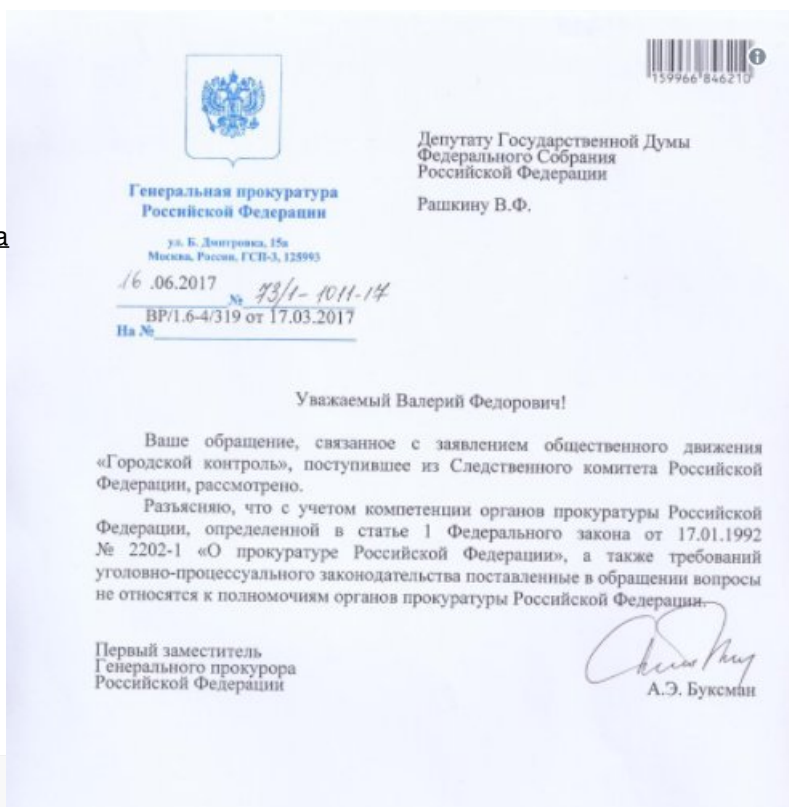 159966 846210
Депутату Государственной Думы
Федерального Собрания
Российской Федерации
Рашкину В.Ф.
Генеральная прокуратура
Российской Федерации
ул. Б. Дмитровка, 15а
Москва, Россия, ГСП-3, 125993
16 .06.2017
№ 73/1-1011-17
ВР/1.6-4/319 от 17.03.2017
На №
а
Уважаемый Валерий Федорович!
Ваше обращение, связанное с заявлением общественного движения
«Городской контроль», поступившее из Следственного комитета Российской
Федерации, рассмотрено.
Разъясняю, что с учетом компетенции органов прокуратуры Российской
Федерации, определенной в статье 1 Федерального закона от 17.01.1992
№ 2202-1 «О прокуратуре Российской Федерации», а также требований
уголовно-процессуального законодательства поставленные в обращении вопросы
не относятся к полномочиям органов прокуратуры Российской Федерации.
Первый заместитель
Генерального прокурора
Российской Федерации
А.Э. Буксман